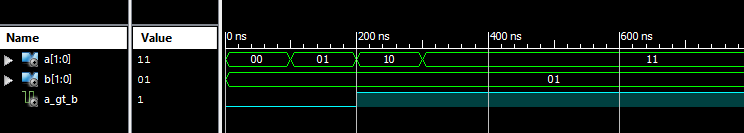 Name Value 0 ns 200 ns 400 ns 600 ns
a[1:0] 11 00 01 10 11
b[1:0] 01 01
a_gt_b 1